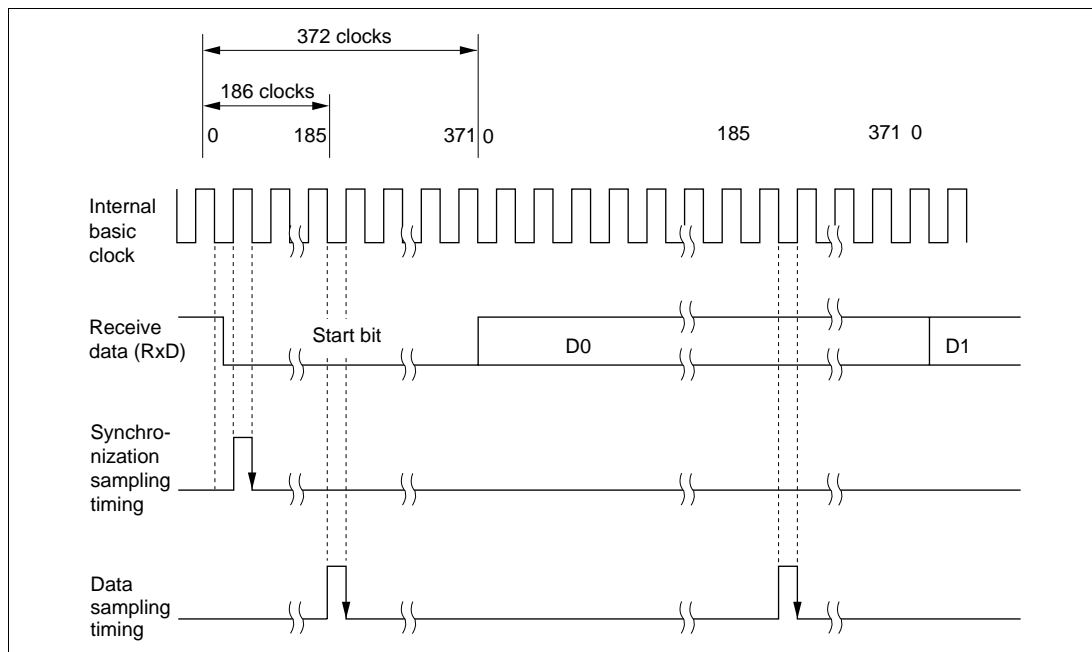 372 clocks
186 clocks
0 185 371 0 185 371 0
Internal
basic
clock
Receive
data (RxD)
Start bit
D0
D1
Synchro-
nization
sampling
timing
Data
sampling
timing